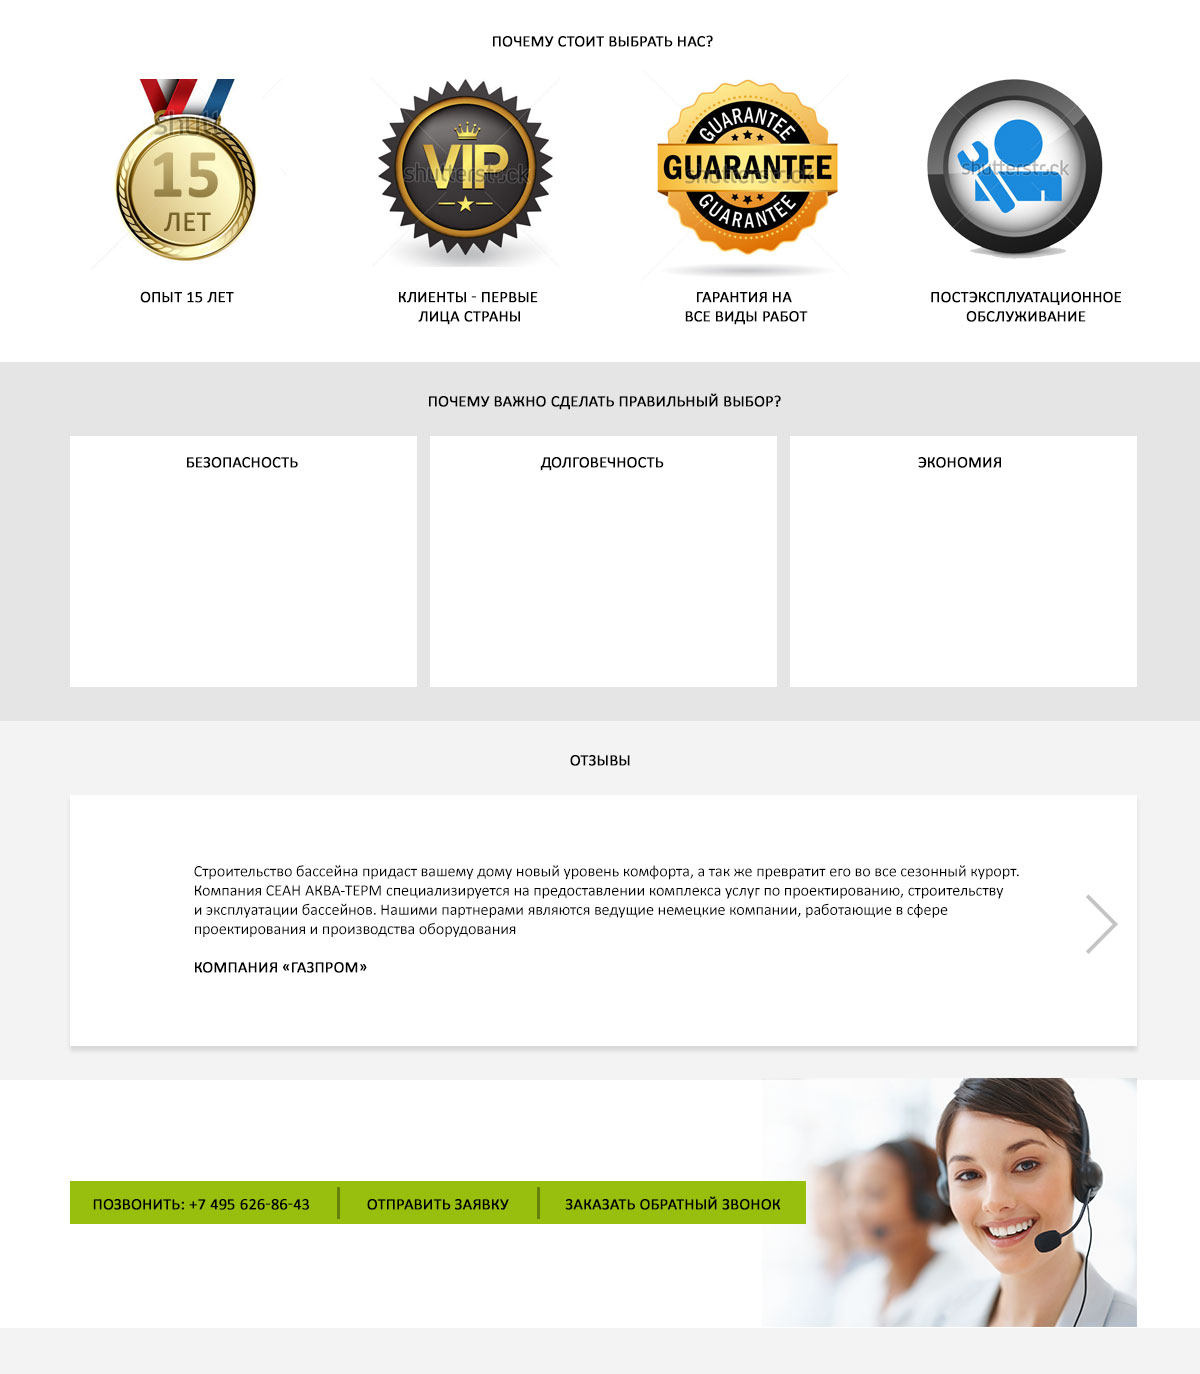 ПОЧЕМУ СТОИТ ВЫБРАТЬ НАС?
15
ЛЕТ
shutterstock
VIP
shutterstock
GUARANTEE
GUARANTEE
shutterstock
GUARANTEE
shutterstock
ОПЫТ 15 ЛЕТ
КЛИЕНТЫ - ПЕРВЫЕ
ЛИЦА СТРАНЫ
ГАРАНТИЯ НА
ВСЕ ВИДЫ РАБОТ
ПОСТЭКСПЛУАТАЦИОННОЕ
ОБСЛУЖИВАНИЕ
ПОЧЕМУ ВАЖНО СДЕЛАТЬ ПРАВИЛЬНЫЙ ВЫБОР?
БЕЗОПАСНОСТЬ
ДОЛГОВЕЧНОСТЬ
ЭКОНОМИЯ
ОТЗЫВЫ
Строительство бассейна придаст вашему дому новый уровень комфорта, а так же превратит его во все сезонный курорт.
Компания СЕАН АКВА-ТЕРМ специализируется на предоставлении комплекса услуг по проектированию, строительству
и эксплуатации бассейнов. Нашими партнерами являются ведущие немецкие компании, работающие в сфере
проектирования и производства оборудования
КОМПАНИЯ «ГАЗПРОМ»
ПОЗВОНИТЬ: +7 495 626-86-43
ОТПРАВИТЬ ЗАЯВКУ
ЗАКАЗАТЬ ОБРАТНЫЙ ЗВОНОК